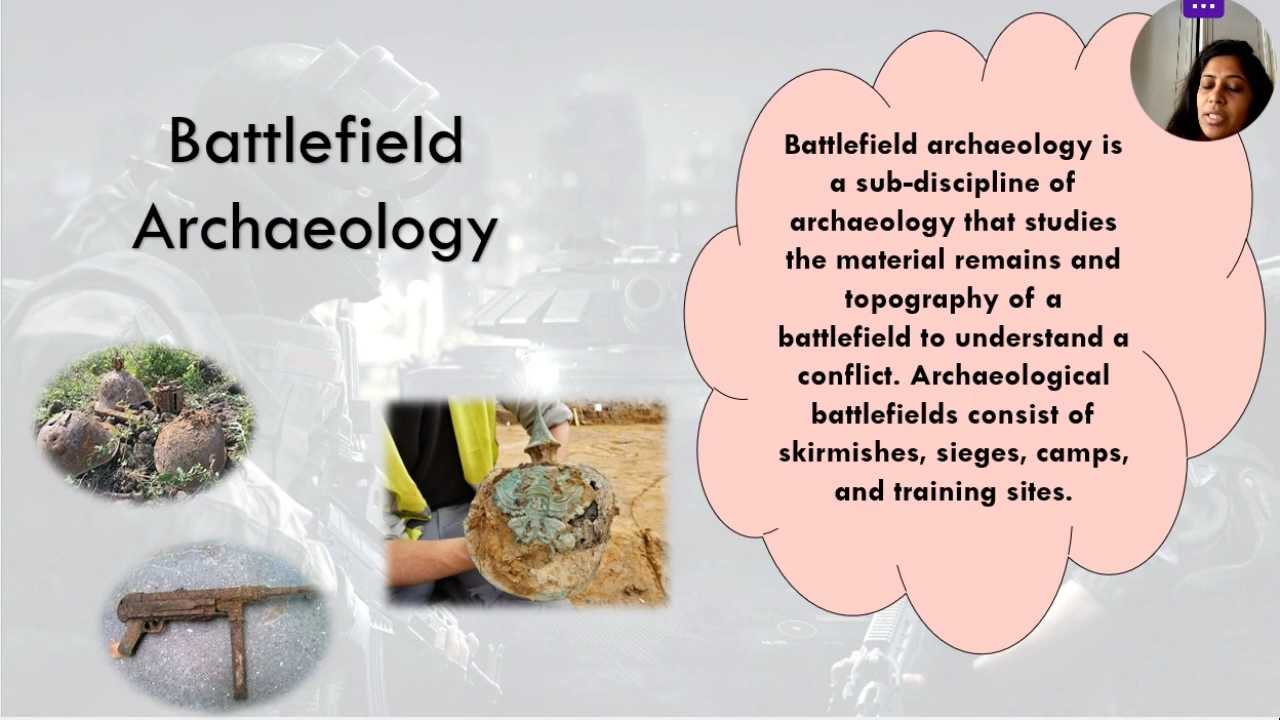 Battlefield
Archaeology
Battlefield archaeology is
a sub-discipline of
archaeology that studies
the material remains and
topography of a
battlefield to understand a
conflict. Archaeological
battlefields consist of
skirmishes, sieges, camps,
and training sites.